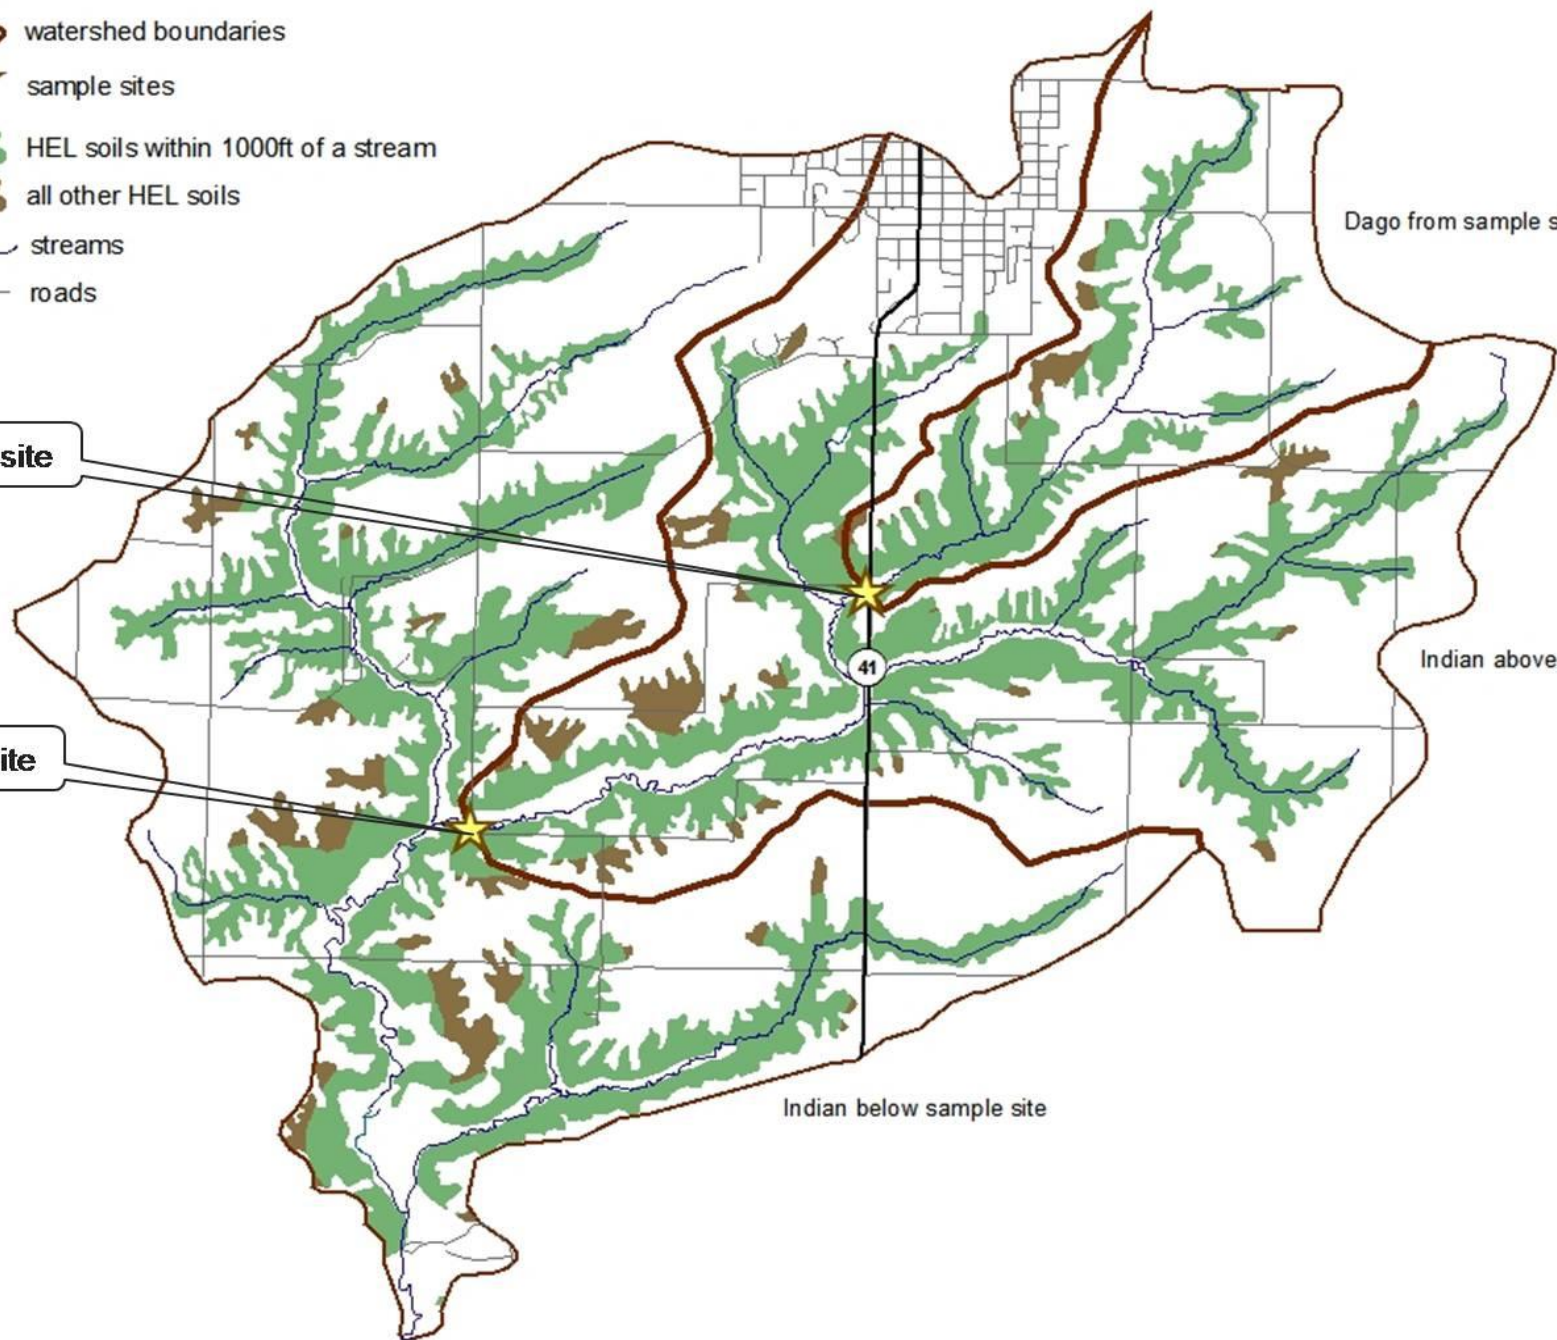 watershed boundaries
sample sites
HEL soils within 1000ft of a stream
all other HEL soils
streams
roads
Dago from sample s
site
41
Indian above
ite
Indian below sample site